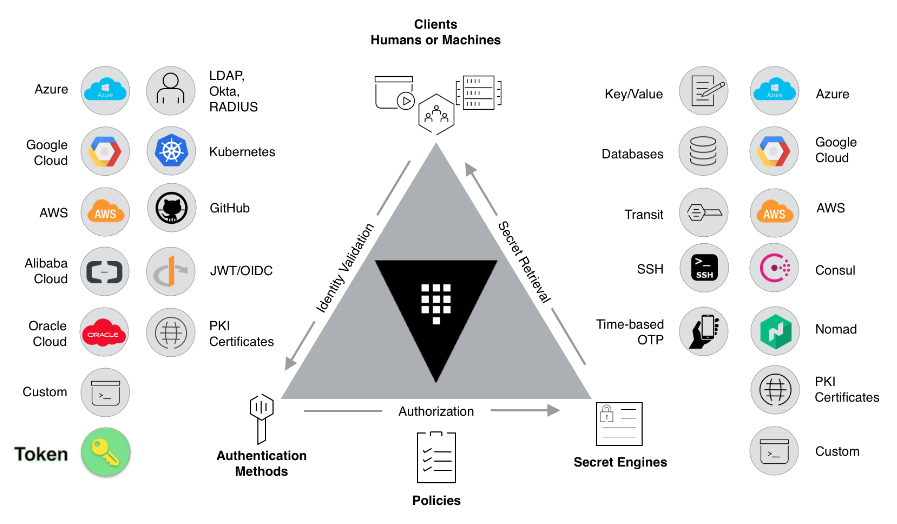 Clients
Humans or Machines
Azure
Azure
LDAP,
Okta,
RADIUS
Google
Cloud
Kubernetes
AWS
AWS
GitHub
Alibaba
Cloud
JWT/OIDC
Oracle
Cloud
ORACLE
PKI
Certificates
Custom
>_
Token
Identity Validation
Secret Retrieval
Authorization
Authentication
Methods
Policies
Secret Engines
Key/Value
Azure
Azure
Databases
Google
Cloud
Transit
AWS
AWS
SSH
>_
SSH
Consul
Time-based
OTP
Nomad
PKI
Certificates
>_
Custom